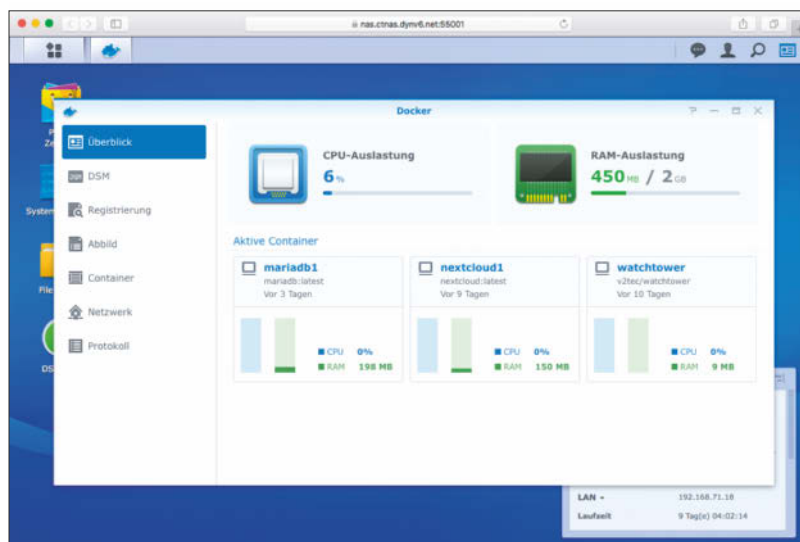 nas.ctnas.dynv6.net:55001
Docker
Überblick
DSM
Registrierung
Abbild
Container
Netzwerk
Protokoll
CPU-Auslastung
6 %
RAM-Auslastung
450 MB / 2 GB
Aktive Container
mariadb1
mariadb:latest
Vor 3 Tagen
CPU 0%
RAM 198 MB
nextcloud1
nextcloud:latest
Vor 9 Tagen
CPU 0%
RAM 150 MB
watchtower
v2tec/watchtower
Vor 10 Tagen
CPU 0%
RAM 9 MB
LAN
192.168.71.18
Laufzeit
9 Tag(e) 04:02:14